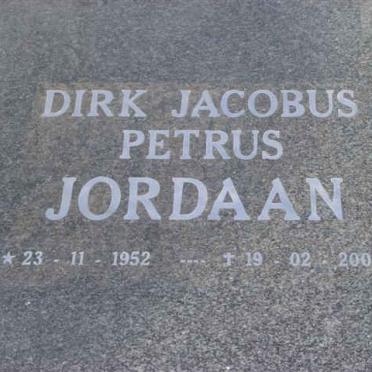 DIRK JACOBUS
PETRUS
JORDAAN
★ 23 - 11 - 1952 ---- ✝ 19 - 02 - 200